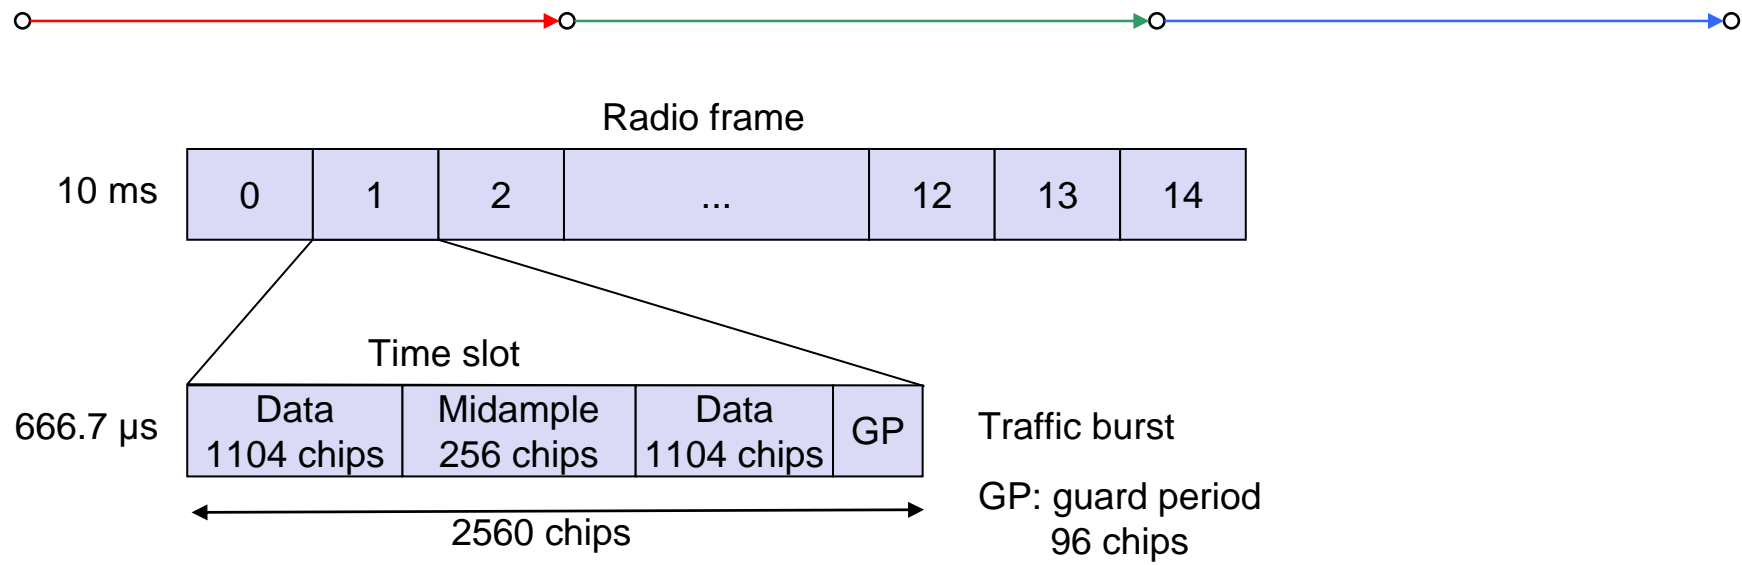 Radio frame
10 ms 0 1 2 ... 12 13 14
Time slot
666.7 µs
Data
1104 chips
Midample
256 chips
Data
1104 chips
GP
Traffic burst
2560 chips
GP: guard period
96 chips